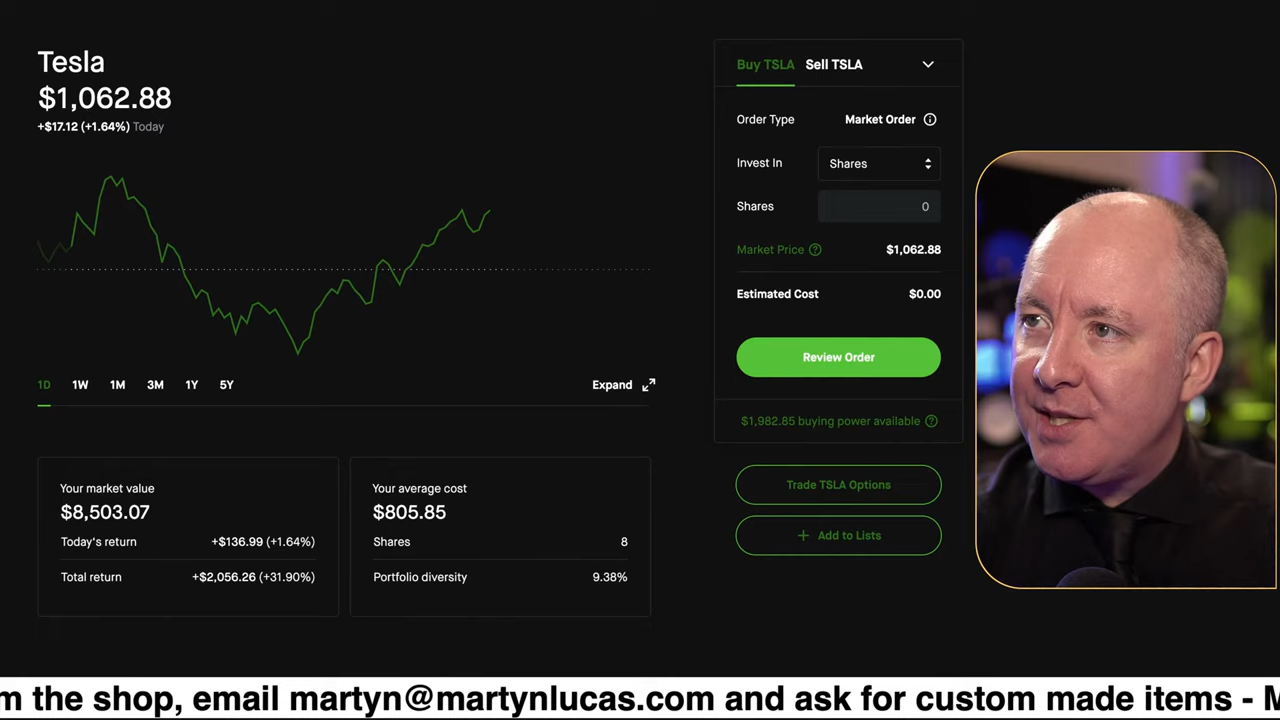 Tesla
$1,062.88
+$17.12 (+1.64%) Today
1D 1W 1M 3M 1Y 5Y
Expand
Your market value
$8,503.07
Today's return +$136.99 (+1.64%)
Total return +$2,056.26 (+31.90%)
Your average cost
$805.85
Shares 8
Portfolio diversity 9.38%
Buy TSLA Sell TSLA
Order Type Market Order
Invest In Shares
Shares 0
Market Price $1,062.88
Estimated Cost $0.00
Review Order
$1,982.85 buying power available
Trade TSLA Options
+ Add to Lists
m the shop, email martyn@martynlucas.com and ask for custom made items - M